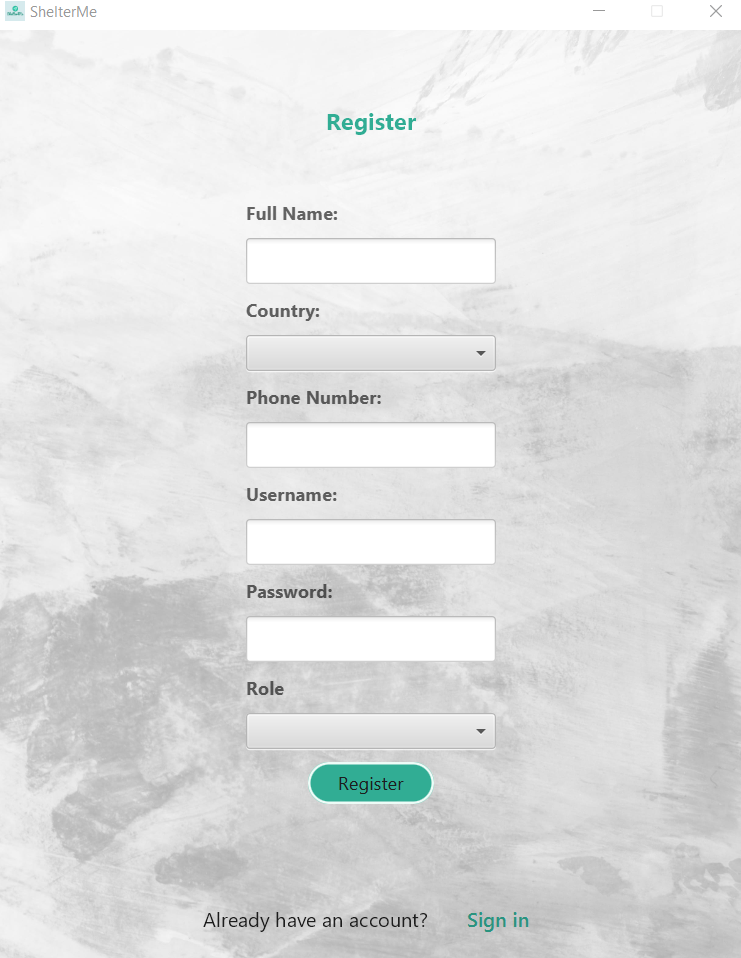 ShelterMe
Register
Full Name:
Country:
Phone Number:
Username:
Password:
Role
Register
Already have an account? Sign in